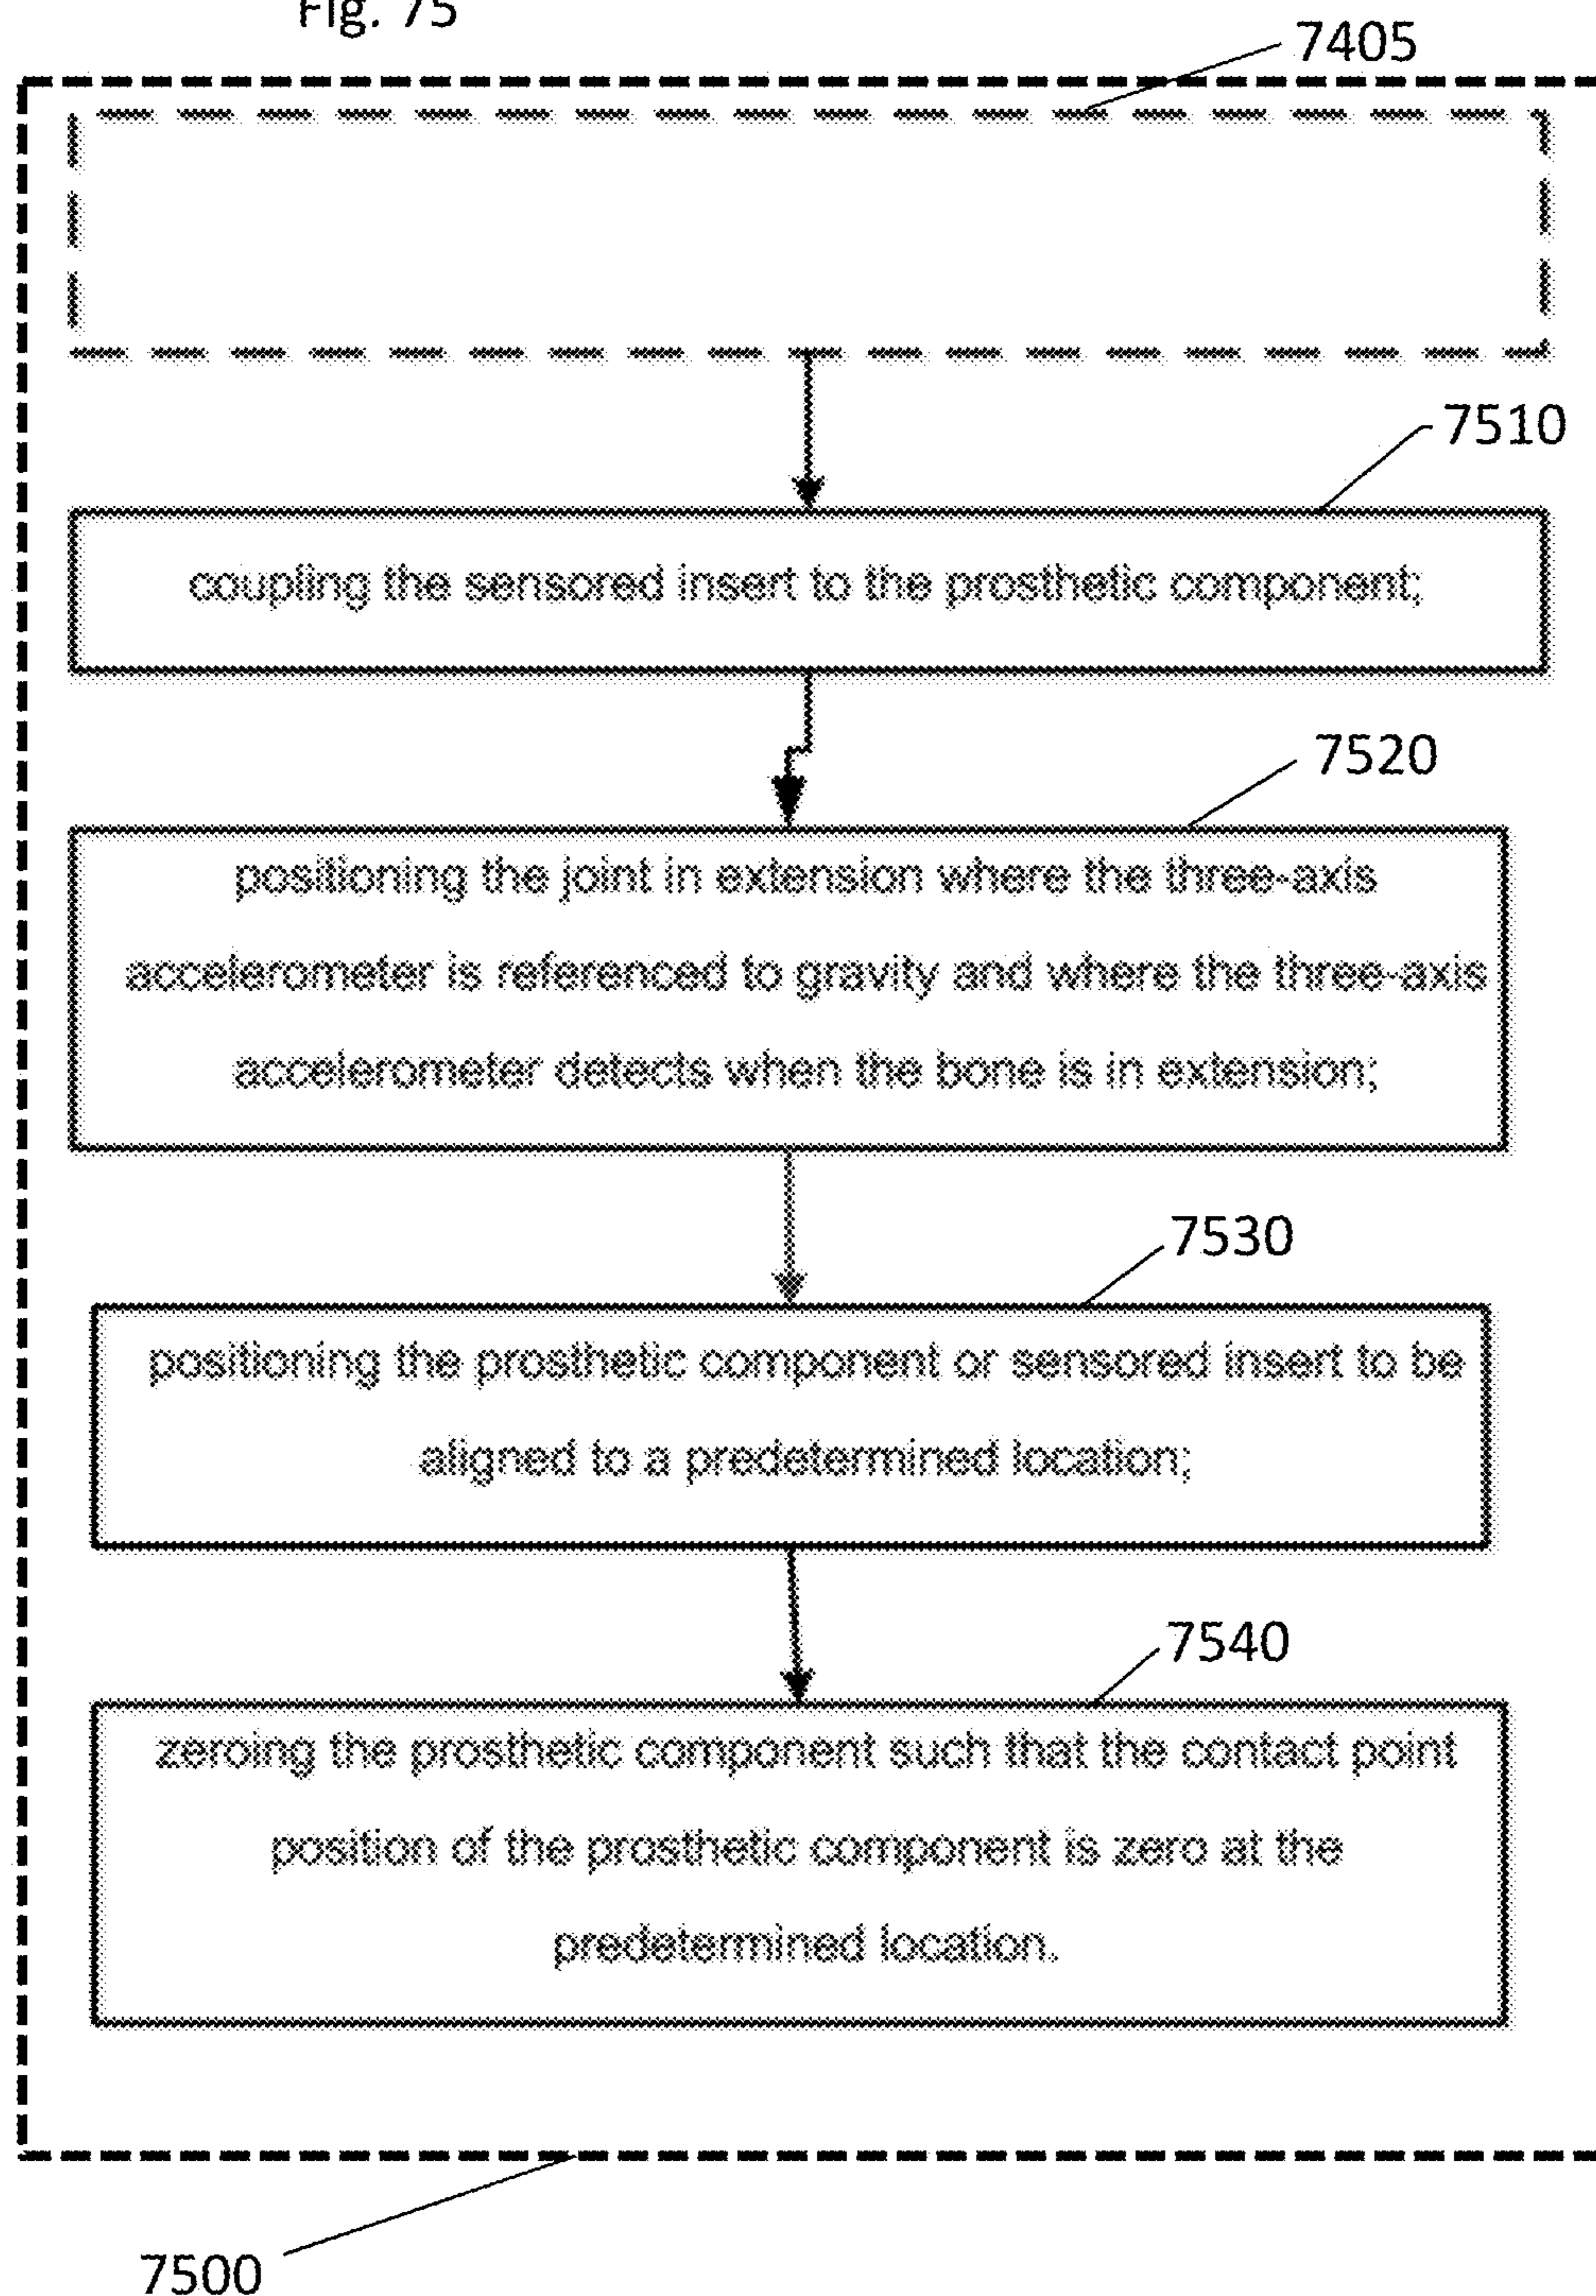 Fig. 75
7405
7510
coupling the sensored insert to the prosthetic component;
7520
positioning the joint in extension where the three-axis
accelerometer is referenced to gravity and where the three-axis
accelerometer detects when the bone is in extension;
7530
positioning the prosthetic component or sensored insert to be
aligned to a predetermined location;
7540
zeroing the prosthetic component such that the contact point
position of the prosthetic component is zero at the
predetermined location.
7500